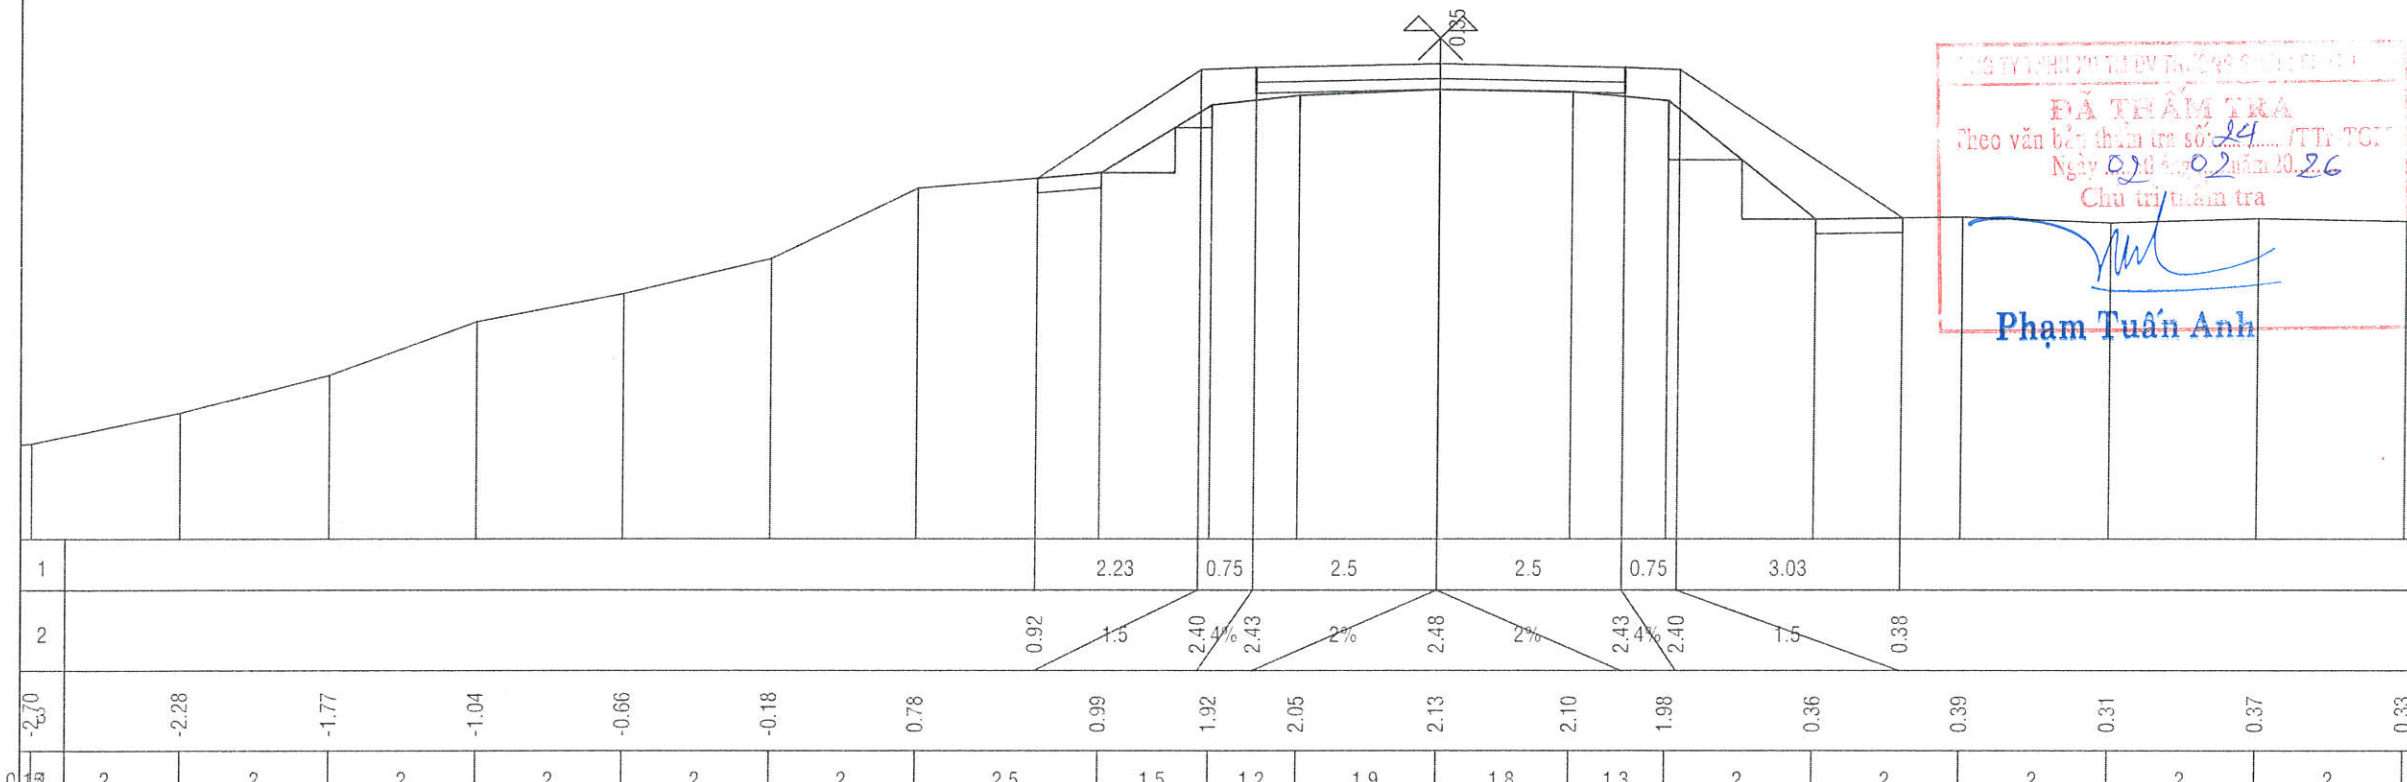 0.35
ĐÃ THẨM TRA
Theo văn bản thẩm tra số: 24 /TTr-TGT
Ngày 02 tháng 02 năm 2026
Chủ trì thẩm tra
Phạm Tuấn Anh
1 2.23 0.75 2.5 2.5 0.75 3.03
2 0.92 1.5 2.40 4% 2.43 2% 2.48 2% 2.43 4% 2.40 1.5 0.38
3 -2.70 -2.28 -1.77 -1.04 -0.66 -0.18 0.78 0.99 1.92 2.05 2.13 2.10 1.98 0.36 0.39 0.31 0.37 0.33
2 2 2 2 2 2 2.5 1.5 1.2 1.9 1.8 1.3 2 2 2 2 2